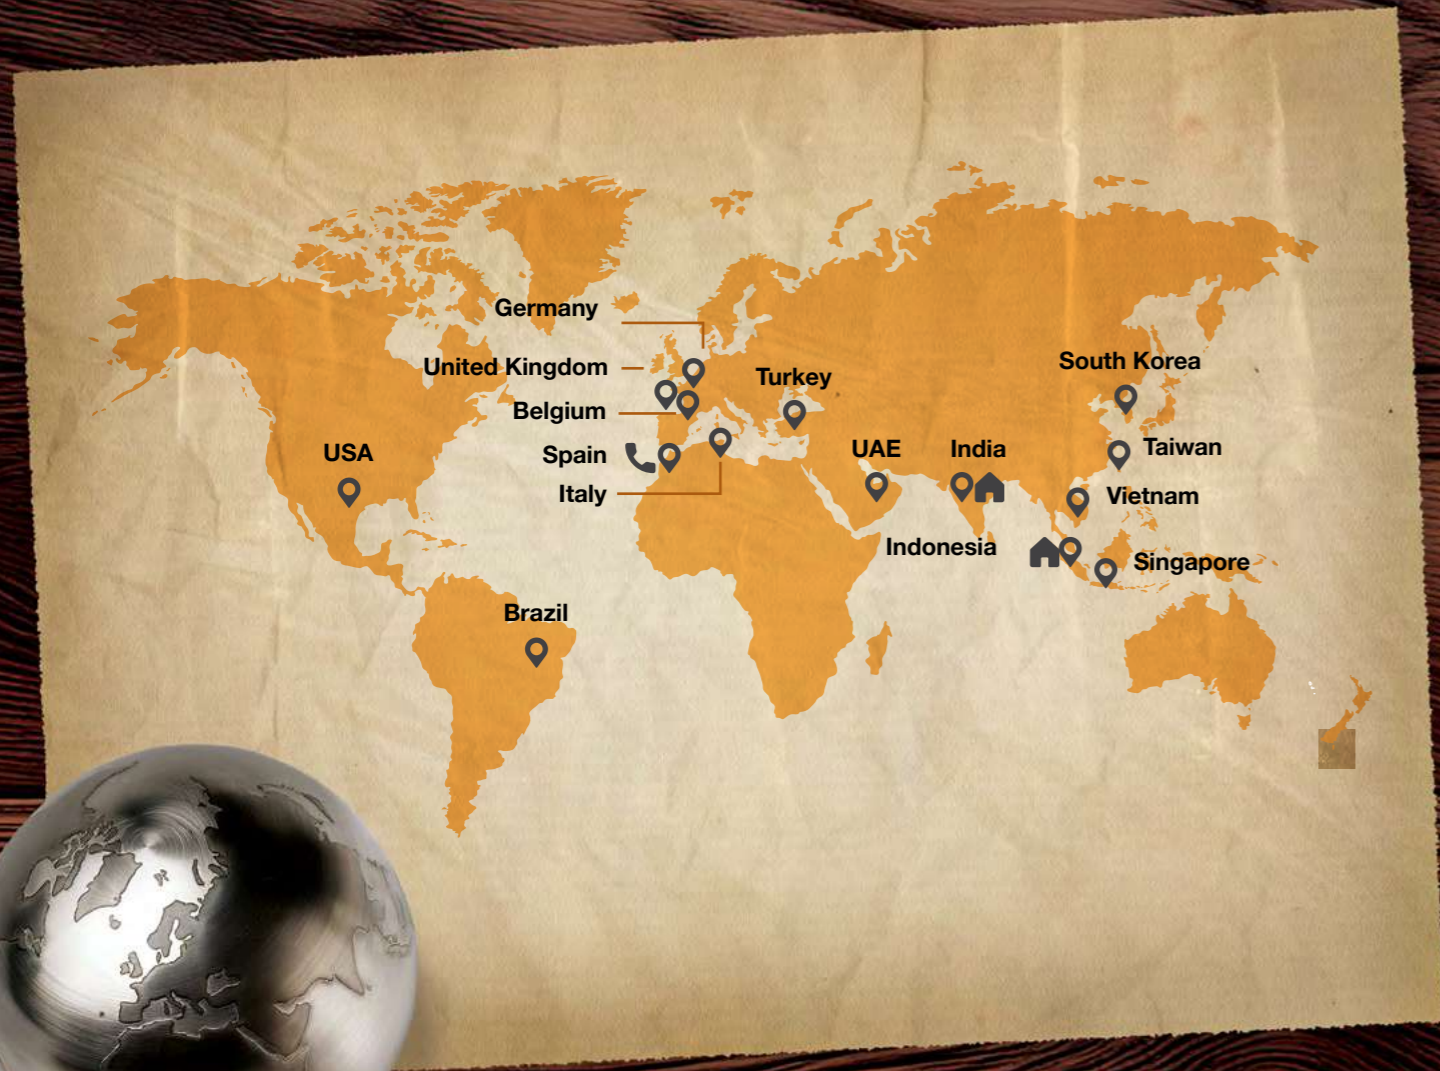 Germany
United Kingdom
South Korea
Turkey
Belgium
Taiwan
USA
Spain
UAE
India
Italy
Vietnam
Indonesia
Singapore
Brazil